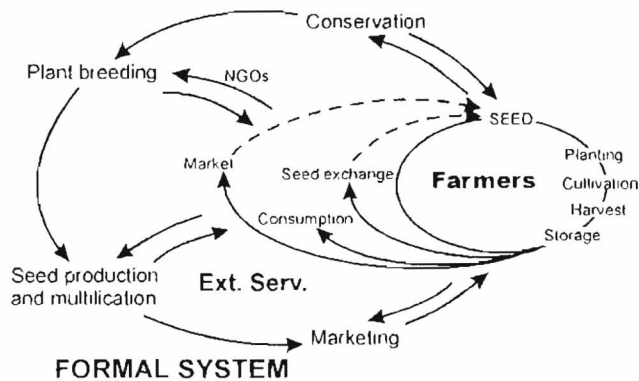 Conservation
Plant breeding
NGOs
SEED
Market
Seed exchange
Farmers
Planting
Cultivation
Harvest
Storage
Consumption
Seed production
and multilication
Ext. Serv.
Marketing
FORMAL SYSTEM